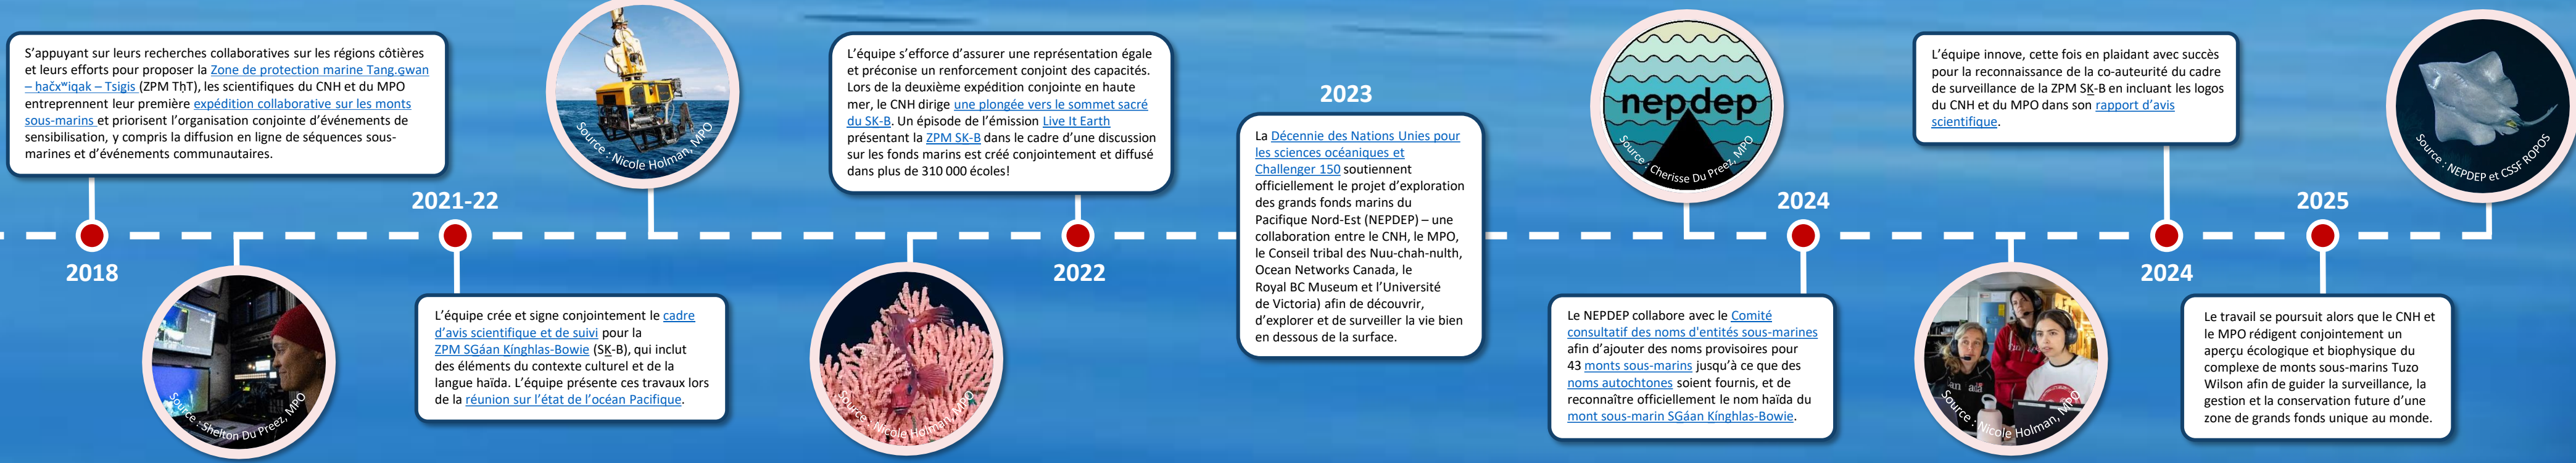 S’appuyant sur leurs recherches collaboratives sur les régions côtières
et leurs efforts pour proposer la Zone de protection marine Tang.ɢwan
– ḥačxʷiqak – Tsigis (ZPM TḥT), les scientifiques du CNH et du MPO
entreprennent leur première expédition collaborative sur les monts
sous-marins et priorisent l’organisation conjointe d’événements de
sensibilisation, y compris la diffusion en ligne de séquences sous-
marines et d’événements communautaires.
2018
Source : Shelton Du Preez, MPO
2021-22
L’équipe crée et signe conjointement le cadre
d’avis scientifique et de suivi pour la
ZPM SG̲áan K̲ínghlas-Bowie (SK̲-B), qui inclut
des éléments du contexte culturel et de la
langue haïda. L’équipe présente ces travaux lors
de la réunion sur l’état de l’océan Pacifique.
Source : Nicole Holman, MPO
L’équipe s’efforce d’assurer une représentation égale
et préconise un renforcement conjoint des capacités.
Lors de la deuxième expédition conjointe en haute
mer, le CNH dirige une plongée vers le sommet sacré
du SK-B. Un épisode de l’émission Live It Earth
présentant la ZPM SK-B dans le cadre d’une discussion
sur les fonds marins est créé conjointement et diffusé
dans plus de 310 000 écoles!
2022
Source : Nicole Holman, MPO
2023
La Décennie des Nations Unies pour
les sciences océaniques et
Challenger 150 soutiennent
officiellement le projet d’exploration
des grands fonds marins du
Pacifique Nord-Est (NEPDEP) – une
collaboration entre le CNH, le MPO,
le Conseil tribal des Nuu-chah-nulth,
Ocean Networks Canada, le
Royal BC Museum et l’Université
de Victoria) afin de découvrir,
d’explorer et de surveiller la vie bien
en dessous de la surface.
nepdep
Source : Cherisse Du Preez, MPO
2024
Le NEPDEP collabore avec le Comité
consultatif des noms d'entités sous-marines
afin d’ajouter des noms provisoires pour
43 monts sous-marins jusqu’à ce que des
noms autochtones soient fournis, et de
reconnaître officiellement le nom haïda du
mont sous-marin SGáan Kínghlas-Bowie.
L’équipe innove, cette fois en plaidant avec succès
pour la reconnaissance de la co-auteurité du cadre
de surveillance de la ZPM SK̲-B en incluant les logos
du CNH et du MPO dans son rapport d’avis
scientifique.
2024
Source : Nicole Holman, MPO
2025
Le travail se poursuit alors que le CNH et
le MPO rédigent conjointement un
aperçu écologique et biophysique du
complexe de monts sous-marins Tuzo
Wilson afin de guider la surveillance, la
gestion et la conservation future d’une
zone de grands fonds unique au monde.
Source : NEPDEP et CSSF ROPOS